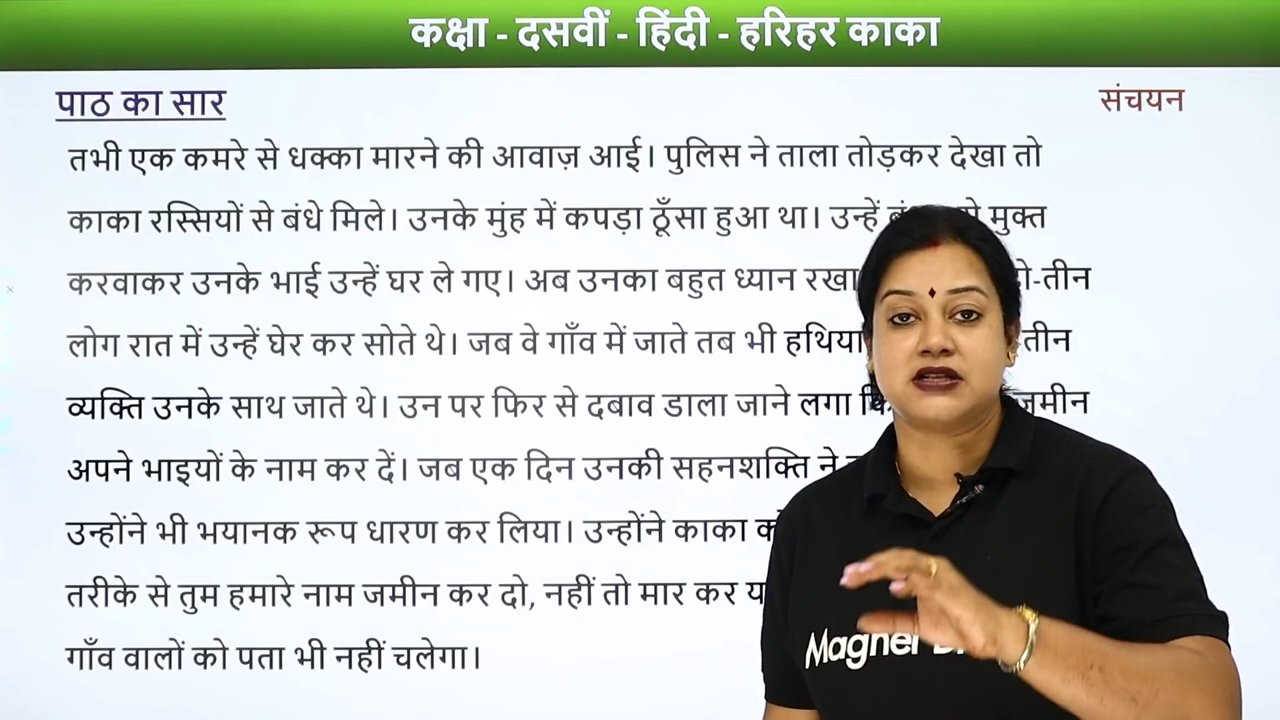 कक्षा - दसवीं - हिंदी - हरिहर काका
पाठ का सार
संचयन
तभी एक कमरे से धक्का मारने की आवाज़ आई। पुलिस ने ताला तोड़कर देखा तो
काका रस्सियों से बंधे मिले। उनके मुंह में कपड़ा ठूँसा हुआ था। उन्हें मुक्त
करवाकर उनके भाई उन्हें घर ले गए। अब उनका बहुत ध्यान रखा -तीन
लोग रात में उन्हें घेर कर सोते थे। जब वे गाँव में जाते तब भी तीन
व्यक्ति उनके साथ जाते थे। उन पर फिर से दबाव डाला जाने लगा जमीन
अपने भाइयों के नाम कर दें। जब एक दिन उनकी सहनशक्ति ने
उन्होंने भी भयानक रूप धारण कर लिया। उन्होंने काका
तरीके से तुम हमारे नाम जमीन कर दो, नहीं तो मार कर
गाँव वालों को पता भी नहीं चलेगा।
Magnet